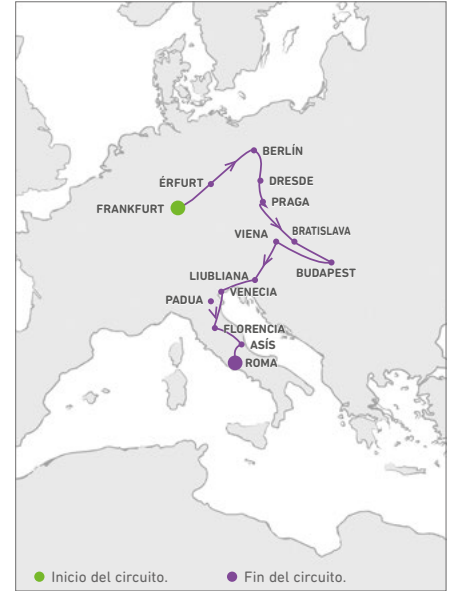 BERLÍN
ÉRFURT
DRESDE
FRANKFURT
PRAGA
VIENA
BRATISLAVA
BUDAPEST
LIUBLIANA
VENECIA
PADUA
FLORENCIA
ASÍS
ROMA
Inicio del circuito.
Fin del circuito.